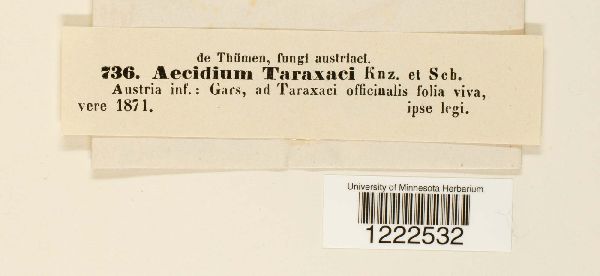 de Thümen, fungi austriaci.
736. Aecidium Taraxaci Knz. et Sch.
Austria inf.: Gars, ad Taraxaci officinalis folia viva,
vere 1871. ipse legi.
University of Minnesota Herbarium
1222532